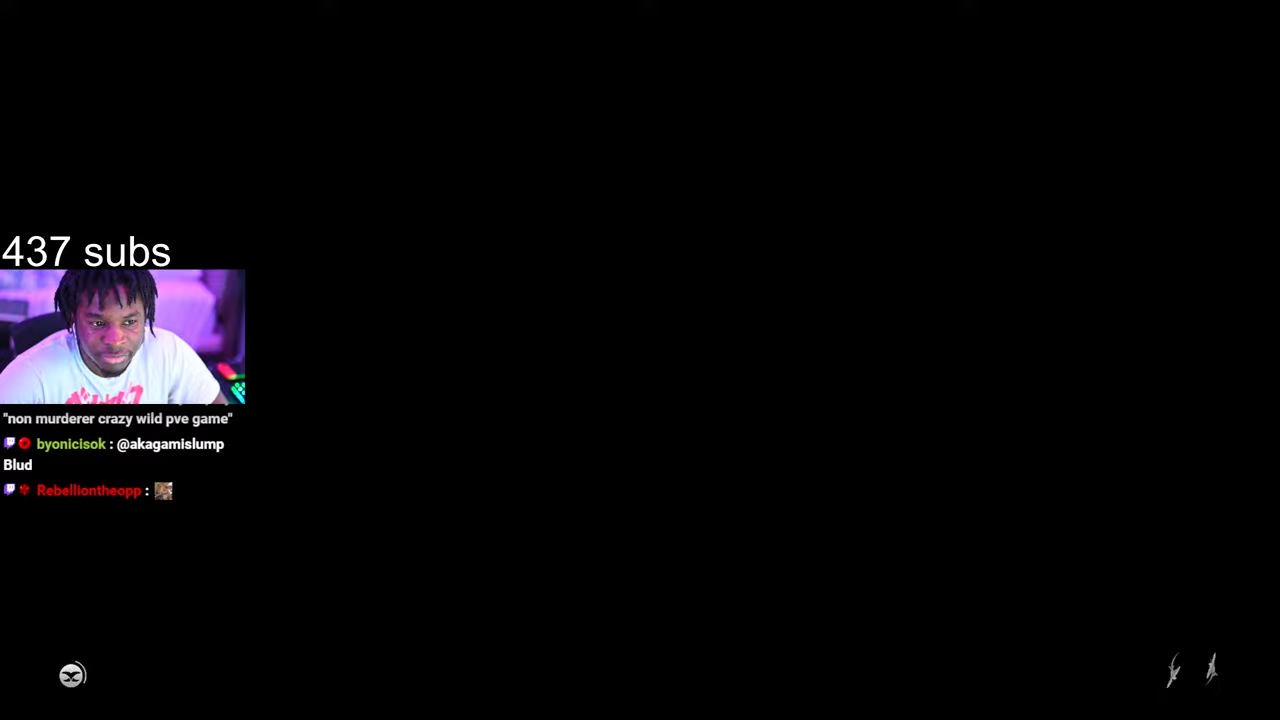 437 subs
"non murderer crazy wild pve game"
byonicisok : @akagamislump
Blud
Rebelliontheopp :